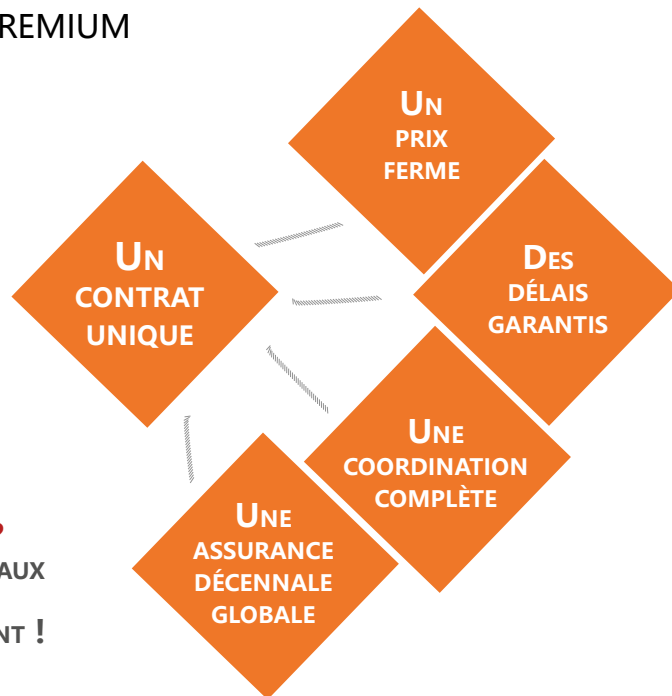 REMIUM
UN
PRIX
FERME
UN
CONTRAT
UNIQUE
DES
DÉLAIS
GARANTIS
UNE
COORDINATION
COMPLÈTE
UNE
ASSURANCE
DÉCENNALE
GLOBALE
AUX
NT !